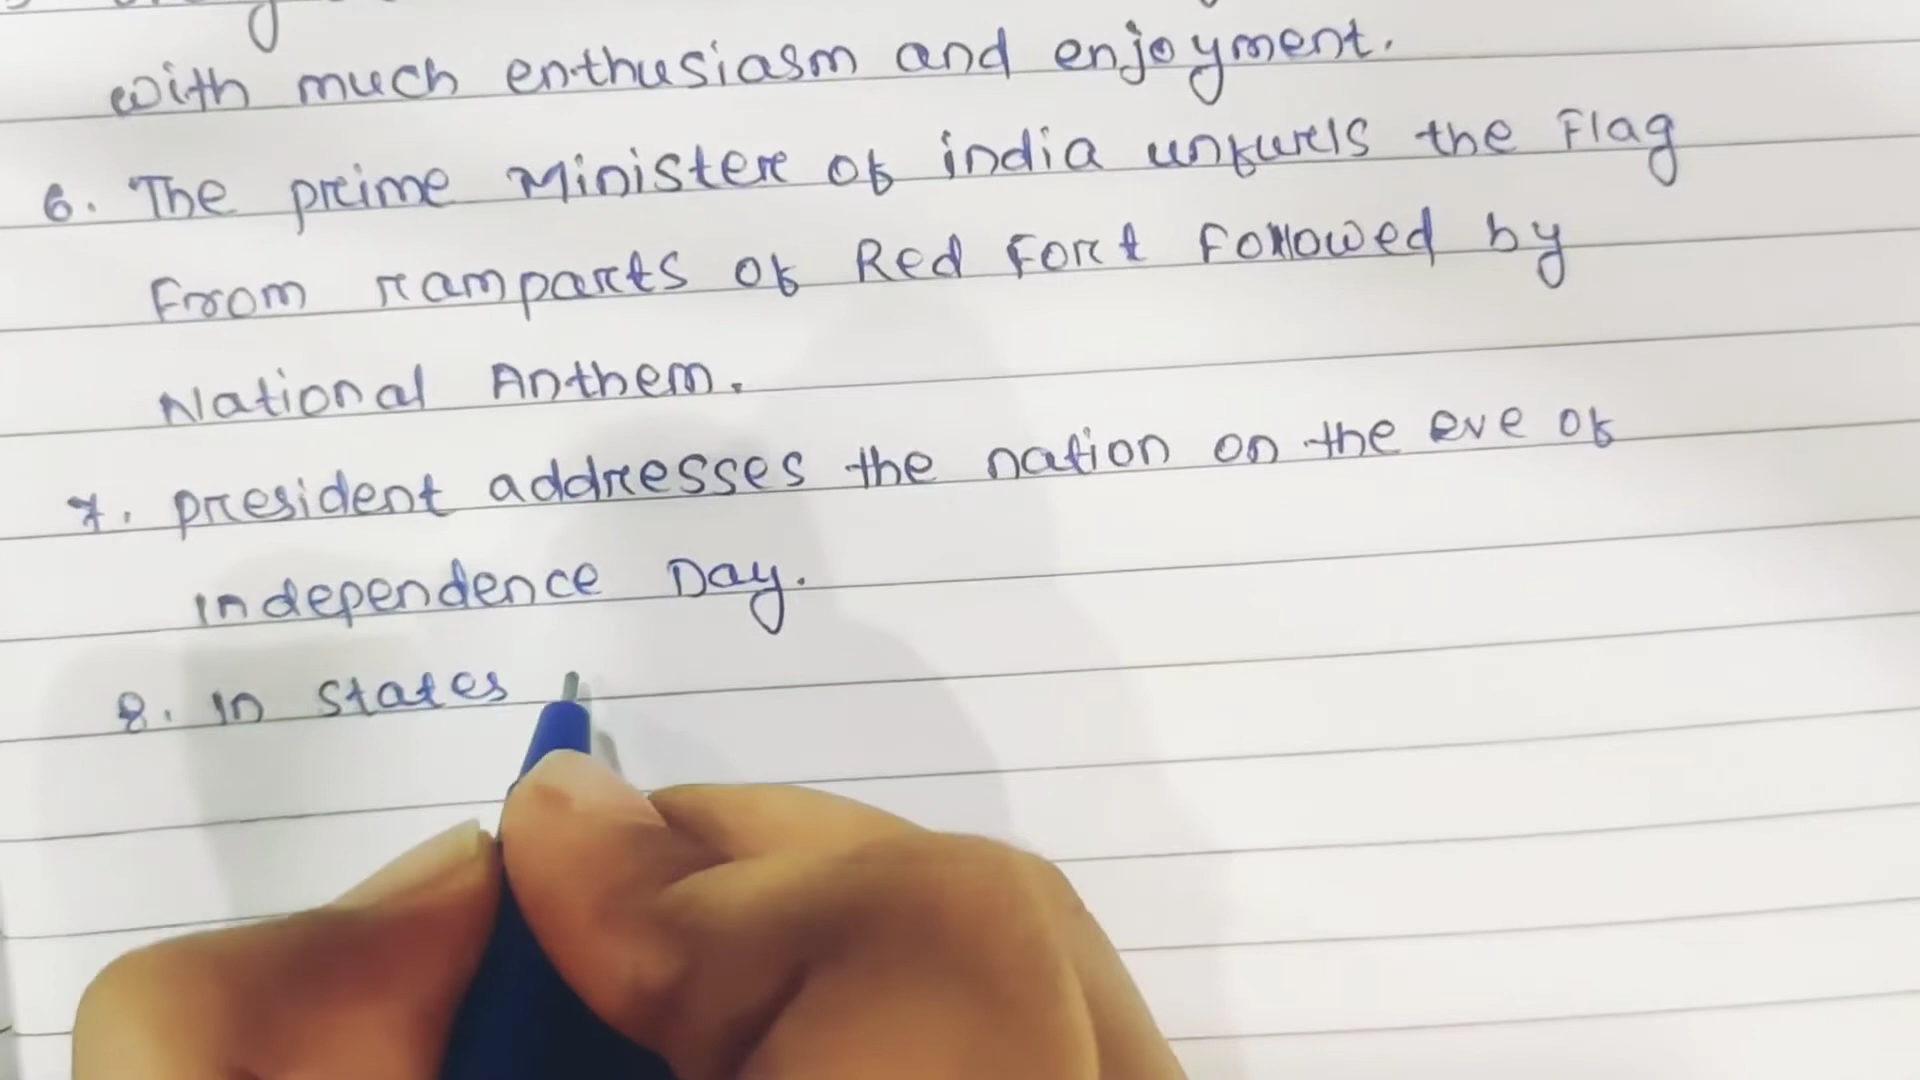 with much enthusiasm and enjoyment.
6. The prime Minister of india unfurls the Flag
From ramparts of Red Fort Followed by
National Anthem.
7. president addresses the nation on the eve of
Independence Day.
8. In states